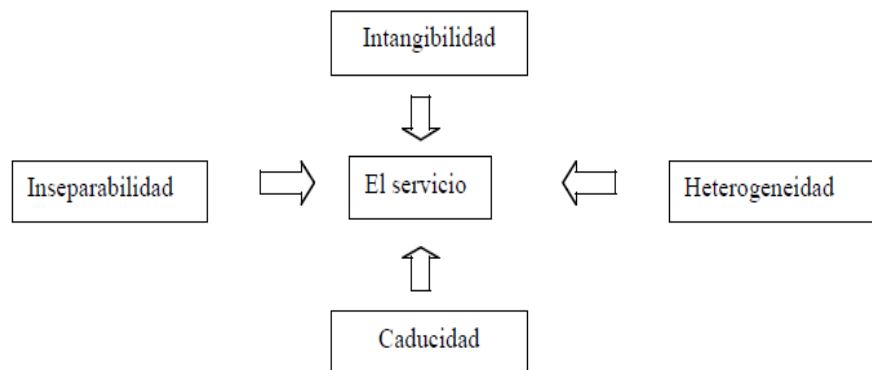 Intangibilidad
Inseparabilidad
El servicio
Heterogeneidad
Caducidad